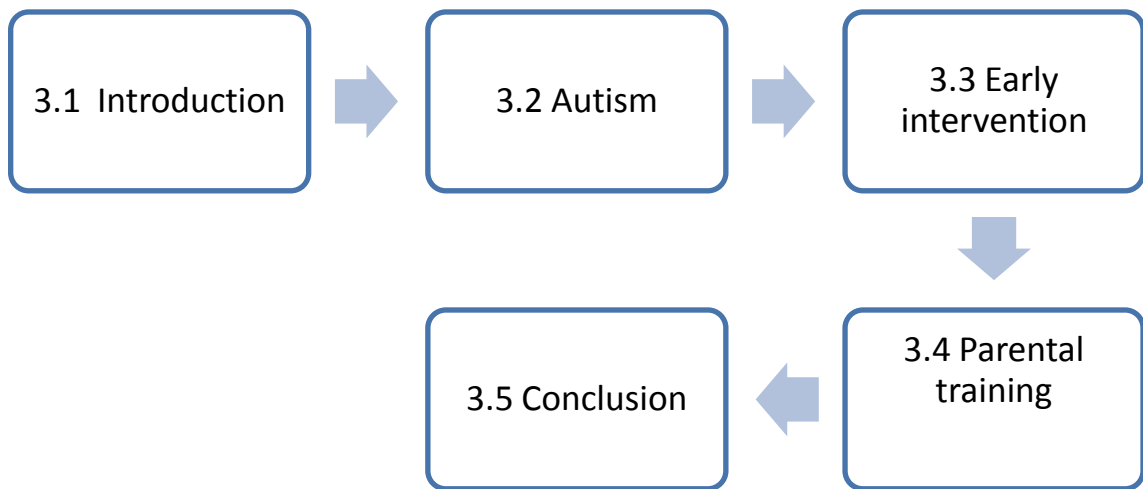 3.1 Introduction
3.2 Autism
3.3 Early
intervention
3.4 Parental
training
3.5 Conclusion